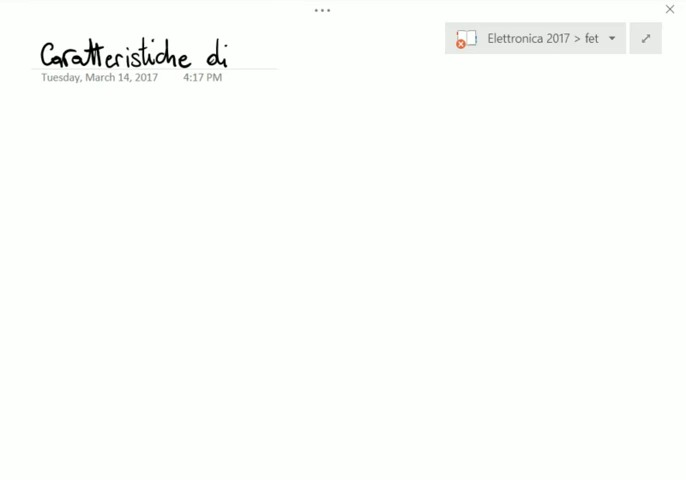 Elettronica 2017 > fet
Caratteristiche di
Tuesday, March 14, 2017 4:17 PM